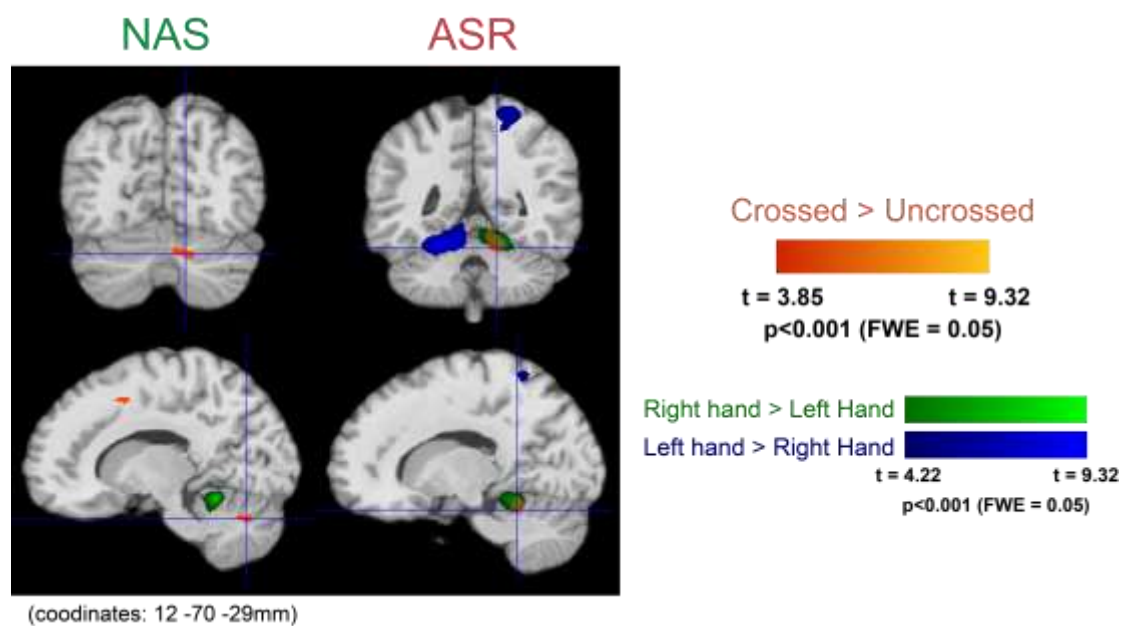 NAS
ASR
Crossed > Uncrossed
t = 3.85 t = 9.32
p<0.001 (FWE = 0.05)
Right hand > Left Hand
Left hand > Right Hand
t = 4.22 t = 9.32
p<0.001 (FWE = 0.05)
(coodinates: 12 -70 -29mm)